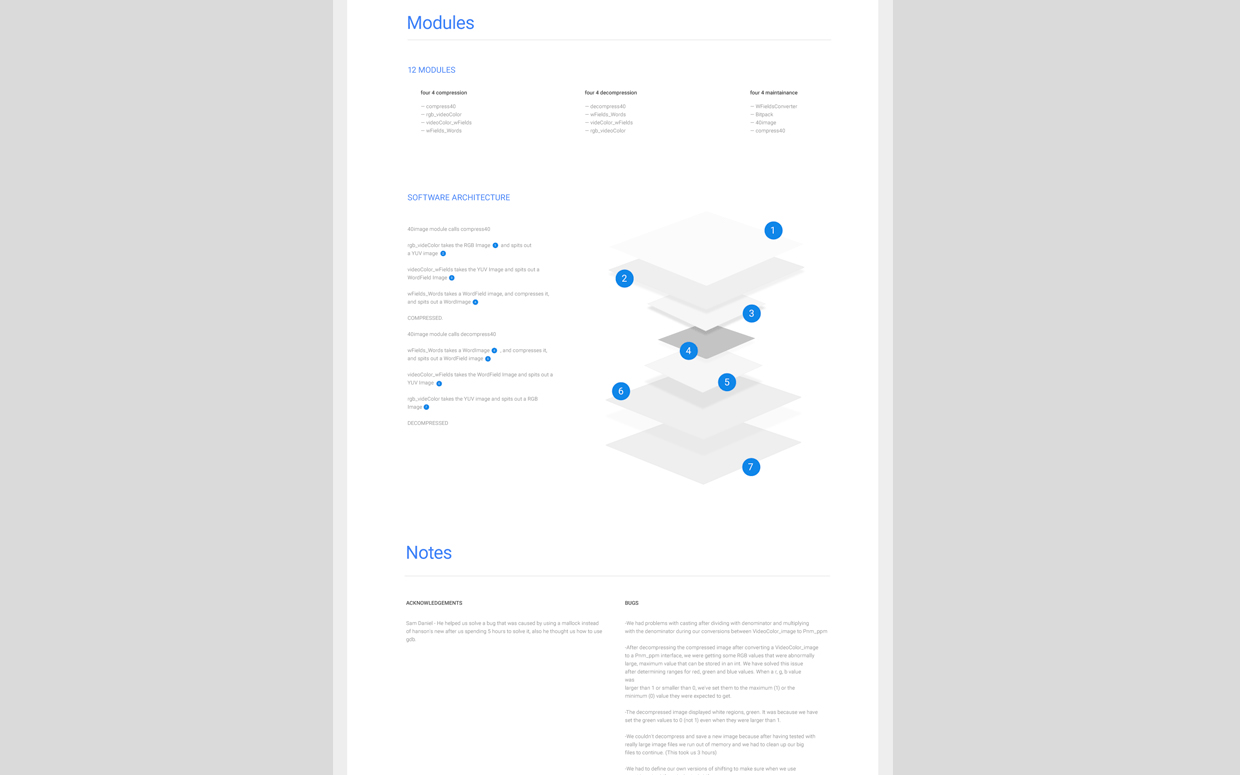 Modules
12 MODULES
four 4 compression
– compress40
– rgb_videoColor
– videoColor_wFields
– wFields_Words
four 4 decompression
– decompress40
– wFields_Words
– videColor_wFields
– rgb_videoColor
four 4 maintainance
– WFieldsConverter
– Bitpack
– 40image
– compress40
SOFTWARE ARCHITECTURE
40image module calls compress40
rgb_videColor takes the RGB Image and spits out
a YUV image
videoColor_wFields takes the YUV Image and spits out a
WordField Image
wFields_Words takes a WordField image, and compresses it,
and spits out a WordImage
COMPRESSED
40image module calls decompress40
wFields_Words takes a WordImage , and compresses it,
and spits out a WordField image
videoColor_wFields takes the WordField Image and spits out a
YUV Image
rgb_videColor takes the YUV image and spits out a RGB
Image
DECOMPRESSED
1
2
3
4
5
6
7
Notes
ACKNOWLEDGEMENTS
Sam Daniel - He helped us solve a bug that was caused by using a mallock instead
of hanson's new after us spending 5 hours to solve it, also he thought us how to use
gdb.
BUGS
-We had problems with casting after dividing with denominator and multiplying
with the denominator during our conversions between VideoColor_image to Pnm_ppm
-After decompressing the compressed image after converting a VideoColor_image
to a Pnm_ppm interface, we were getting some RGB values that were abnormally
large, maximum value that can be stored in an int. We have solved this issue
after determining ranges for red, green and blue values. When a r, g, b value
was
larger than 1 or smaller than 0, we've set them to the maximum (1) or the
minimum (0) value they were expected to get.
-The decompressed image displayed white regions, green. It was because we have
set the green values to 0 (not 1) even when they were larger than 1.
-We couldn't decompress and save a new image because after having tested with
really large image files we run out of memory and we had to clean up our big
files to continue. (This took us 3 hours)
-We had to define our own versions of shifting to make sure when we use